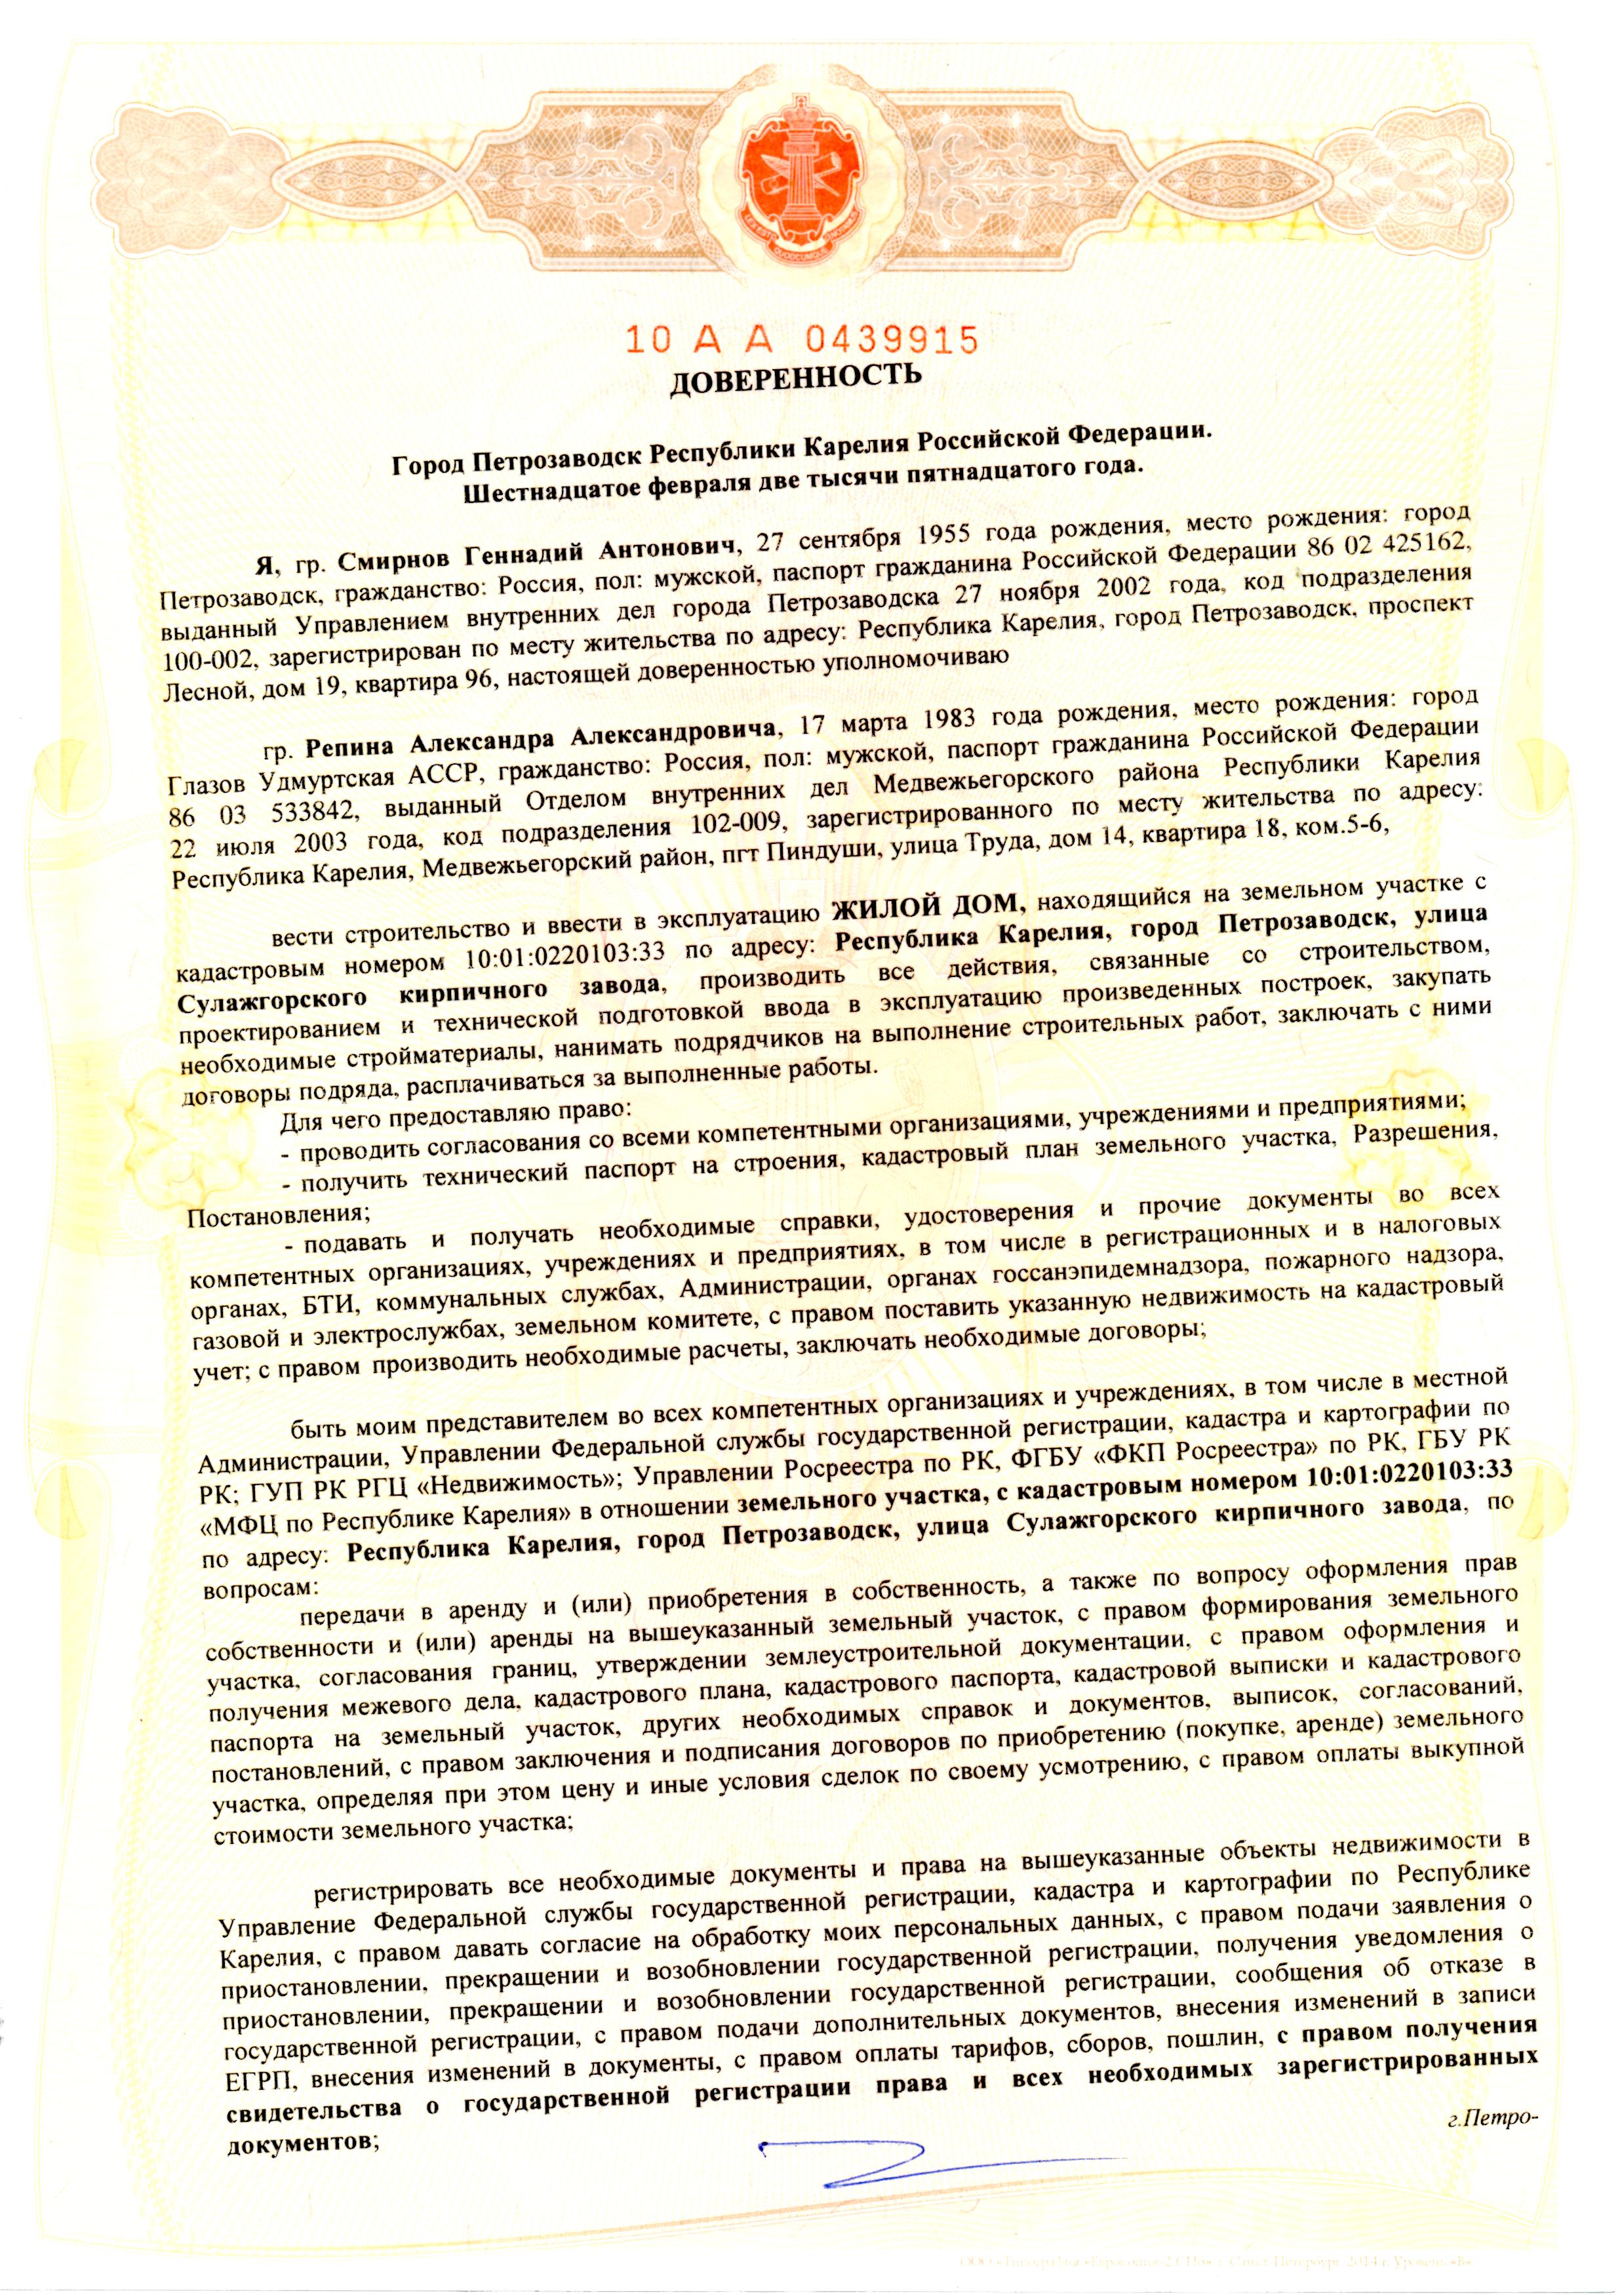 10 А А 0439915
ДОВЕРЕННОСТЬ
Город Петрозаводск Республики Карелия Российской Федерации.
Шестнадцатое февраля две тысячи пятнадцатого года.
Я, гр. Смирнов Геннадий Антонович, 27 сентября 1955 года рождения, место рождения: город
Петрозаводск, гражданство: Россия, пол: мужской, паспорт гражданина Российской Федерации 86 02 425162,
выданный Управлением внутренних дел города Петрозаводска 27 ноября 2002 года, код подразделения
100-002, зарегистрирован по месту жительства по адресу: Республика Карелия, город Петрозаводск, проспект
Лесной, дом 19, квартира 96, настоящей доверенностью уполномочиваю
гр. Репина Александра Александровича, 17 марта 1983 года рождения, место рождения: город
Глазов Удмуртская АССР, гражданство: Россия, пол: мужской, паспорт гражданина Российской Федерации
86 03 533842, выданный Отделом внутренних дел Медвежьегорского района Республики Карелия
22 июля 2003 года, код подразделения 102-009, зарегистрированного по месту жительства по адресу:
Республика Карелия, Медвежьегорский район, пгт Пиндуши, улица Труда, дом 14, квартира 18, ком.5-6,
вести строительство и ввести в эксплуатацию ЖИЛОЙ ДОМ, находящийся на земельном участке с
кадастровым номером 10:01:0220103:33 по адресу: Республика Карелия, город Петрозаводск, улица
Сулажгорского кирпичного завода, производить все действия, связанные со строительством,
проектированием и технической подготовкой ввода в эксплуатацию произведенных построек, закупать
необходимые стройматериалы, нанимать подрядчиков на выполнение строительных работ, заключать с ними
договоры подряда, расплачиваться за выполненные работы.
Для чего предоставляю право:
- проводить согласования со всеми компетентными организациями, учреждениями и предприятиями;
- получить технический паспорт на строения, кадастровый план земельного участка, Разрешения,
Постановления;
- подавать и получать необходимые справки, удостоверения и прочие документы во всех
компетентных организациях, учреждениях и предприятиях, в том числе в регистрационных и в налоговых
органах, БТИ, коммунальных службах, Администрации, органах госсанэпидемнадзора, пожарного надзора,
газовой и электрослужбах, земельном комитете, с правом поставить указанную недвижимость на кадастровый
учет; с правом производить необходимые расчеты, заключать необходимые договоры;
быть моим представителем во всех компетентных организациях и учреждениях, в том числе в местной
Администрации, Управлении Федеральной службы государственной регистрации, кадастра и картографии по
РК; ГУП РК РГЦ «Недвижимость»; Управлении Росреестра по РК, ФГБУ «ФКП Росреестра» по РК, ГБУ РК
«МФЦ по Республике Карелия» в отношении земельного участка, с кадастровым номером 10:01:0220103:33
по адресу: Республика Карелия, город Петрозаводск, улица Сулажгорского кирпичного завода, по
вопросам:
передачи в аренду и (или) приобретения в собственность, а также по вопросу оформления прав
собственности и (или) аренды на вышеуказанный земельный участок, с правом формирования земельного
участка, согласования границ, утверждении землеустроительной документации, с правом оформления и
получения межевого дела, кадастрового плана, кадастрового паспорта, кадастровой выписки и кадастрового
паспорта на земельный участок, других необходимых справок и документов, выписок, согласований,
постановлений, с правом заключения и подписания договоров по приобретению (покупке, аренде) земельного
участка, определяя при этом цену и иные условия сделок по своему усмотрению, с правом оплаты выкупной
стоимости земельного участка;
регистрировать все необходимые документы и права на вышеуказанные объекты недвижимости в
Управление Федеральной службы государственной регистрации, кадастра и картографии по Республике
Карелия, с правом давать согласие на обработку моих персональных данных, с правом подачи заявления о
приостановлении, прекращении и возобновлении государственной регистрации, получения уведомления о
приостановлении, прекращении и возобновлении государственной регистрации, сообщения об отказе в
государственной регистрации, с правом подачи дополнительных документов, внесения изменений в записи
ЕГРП, внесения изменений в документы, с правом оплаты тарифов, сборов, пошлин, с правом получения
свидетельства о государственной регистрации права и всех необходимых зарегистрированных
документов;
г.Петро-